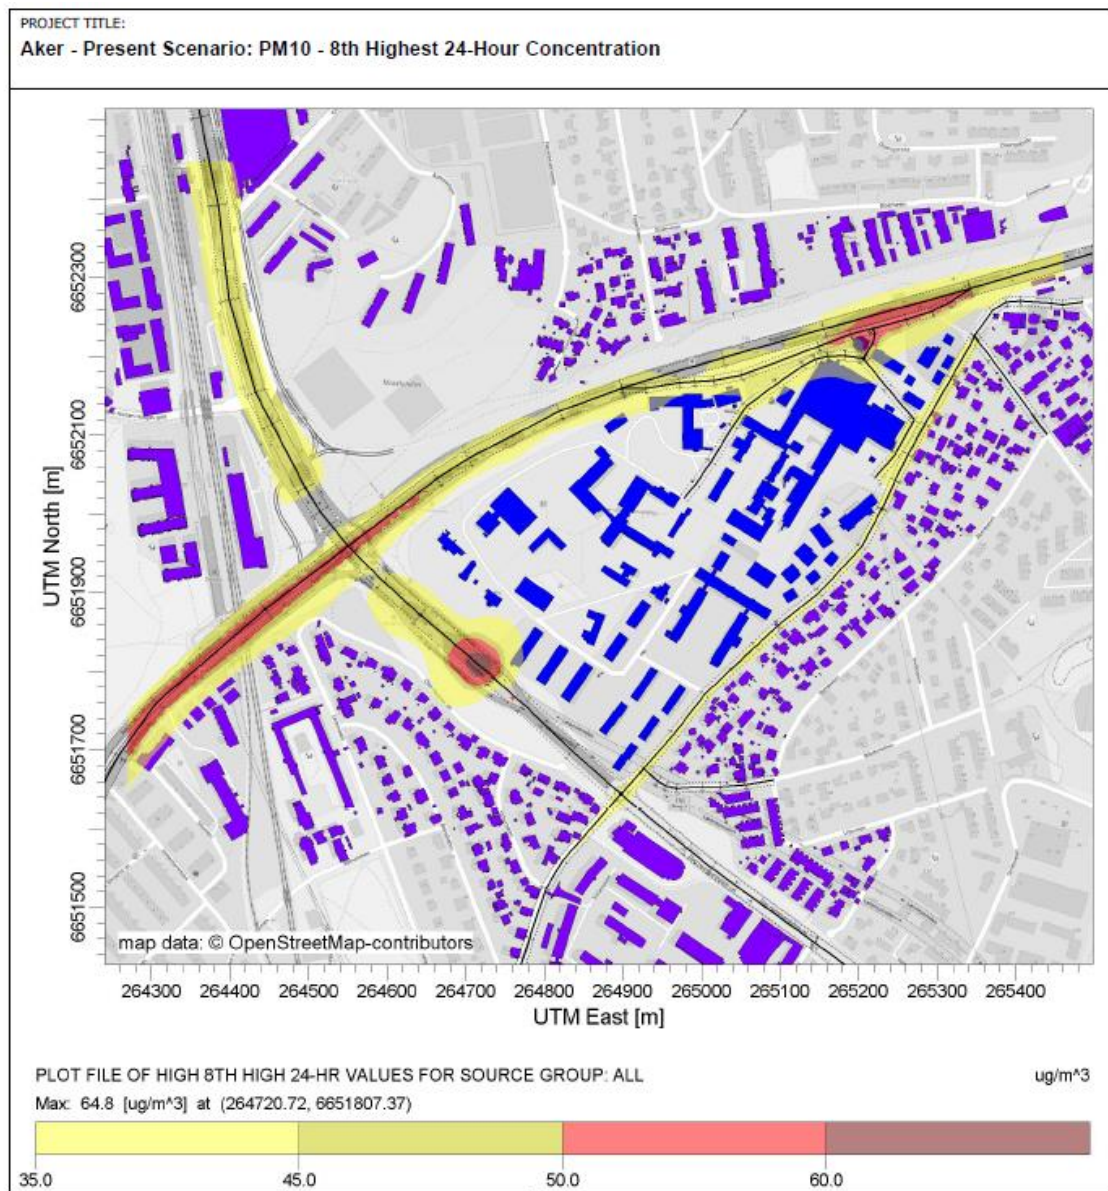 PROJECT TITLE:
Aker - Present Scenario: PM10 - 8th Highest 24-Hour Concentration
UTM North [m]
6652300
6652100
6651900
6651700
6651500
map data: © OpenStreetMap-contributors
264300 264400 264500 264600 264700 264800 264900 265000 265100 265200 265300 265400
UTM East [m]
PLOT FILE OF HIGH 8TH HIGH 24-HR VALUES FOR SOURCE GROUP: ALL
ug/m^3
Max: 64.8 [ug/m^3] at (264720.72, 6651807.37)
35.0 45.0 50.0 60.0